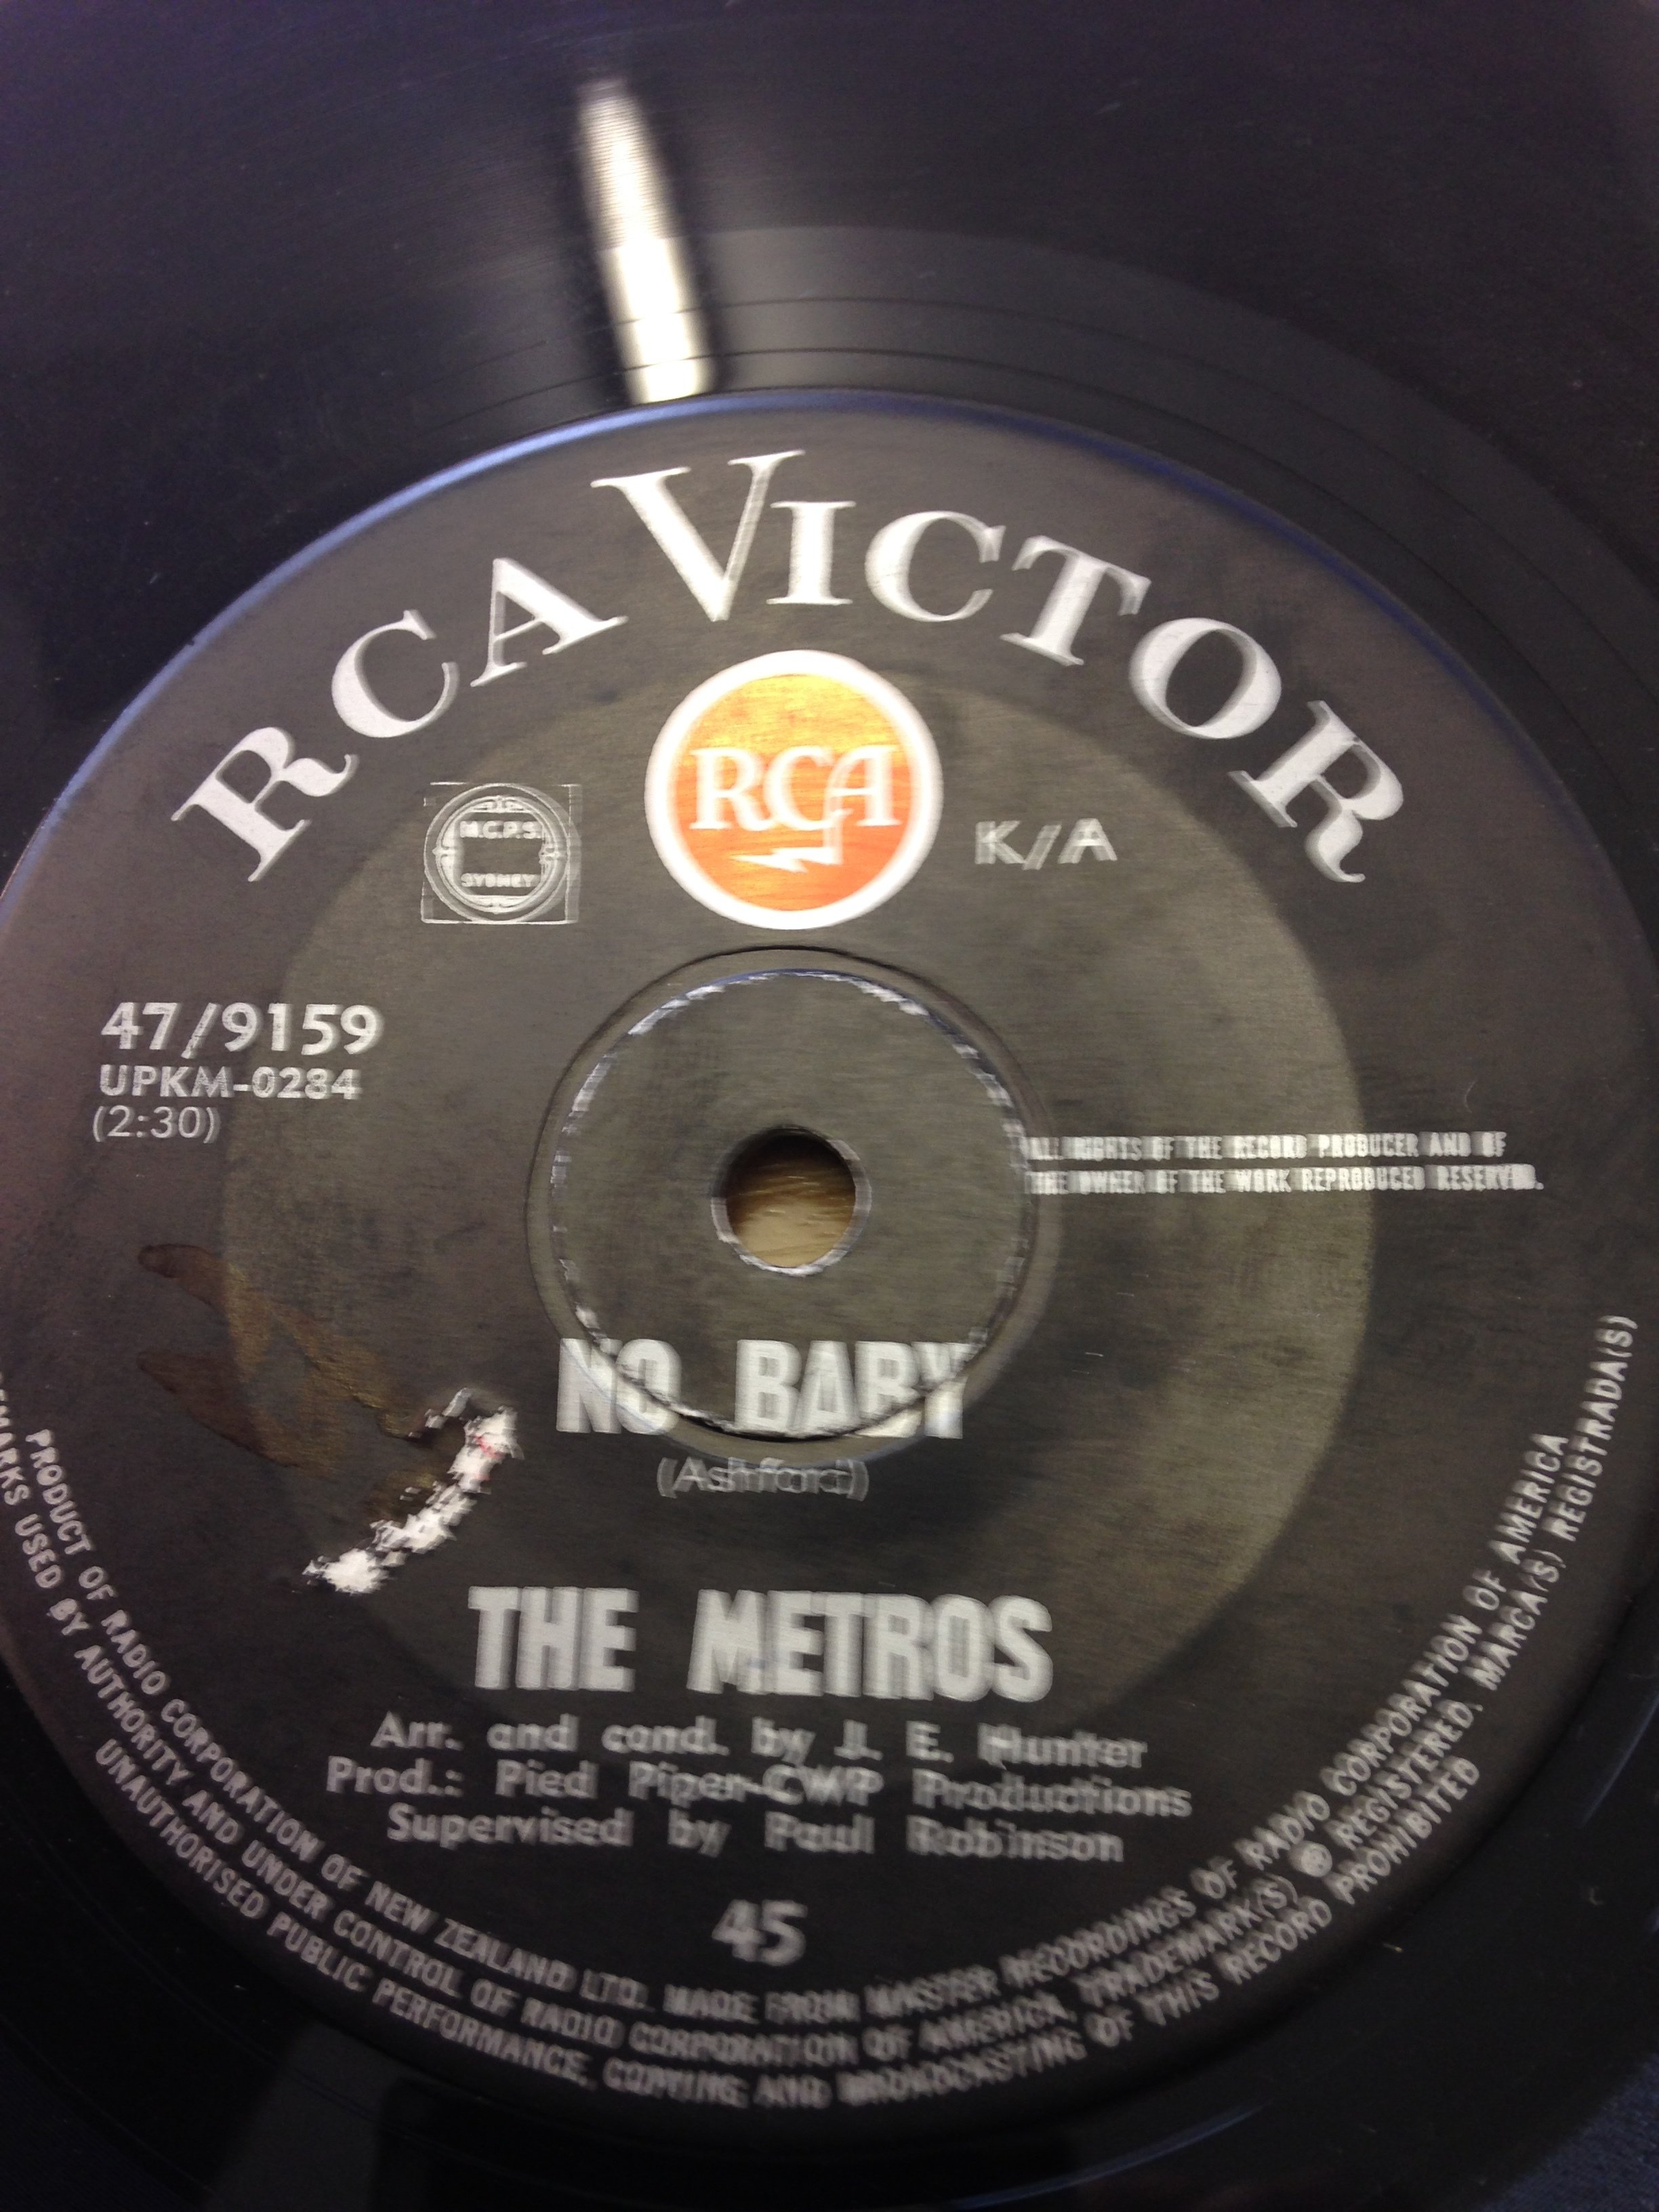 RCA VICTOR
RCA
M.C.P.S.
SYDNEY
K/A
47/9159
UPKM-0284
(2:30)
ALL RIGHTS OF THE RECORD PRODUCER AND OF
THE OWNER OF THE WORK REPRODUCED RESERVED.
NO BABY
(Ashford)
THE METROS
Arr. and cond. by J. E. Hunter
Prod.: Pied Piper-CWP Productions
Supervised by Paul Robinson
45
PRODUCT OF RADIO CORPORATION OF NEW ZEALAND LTD. MADE FROM MASTER RECORDINGS OF RADIO CORPORATION OF AMERICA
USED BY AUTHORITY AND UNDER CONTROL OF RADIO CORPORATION OF AMERICA, TRADEMARK(S) ® REGISTERED. MARCA(S) REGISTRADA(S)
UNAUTHORISED PUBLIC PERFORMANCE, COPYING AND BROADCASTING OF THIS RECORD PROHIBITED